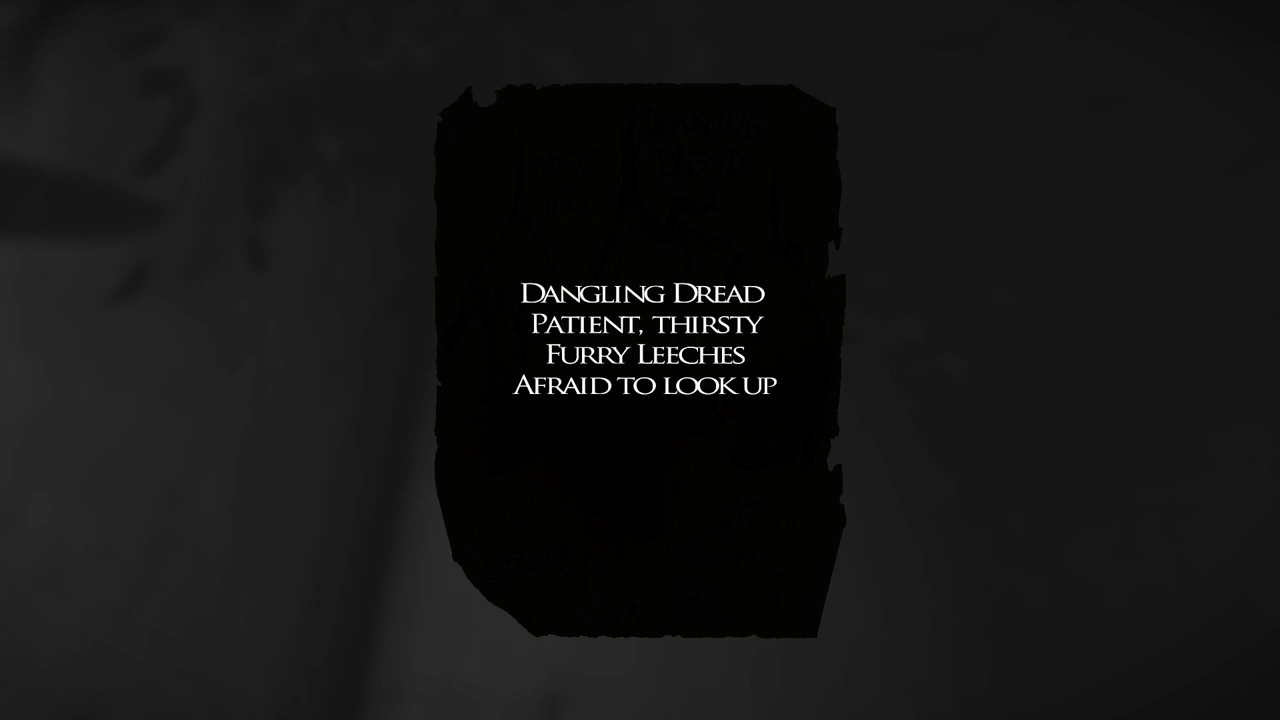 Dangling Dread
Patient, thirsty
Furry Leeches
Afraid to look up